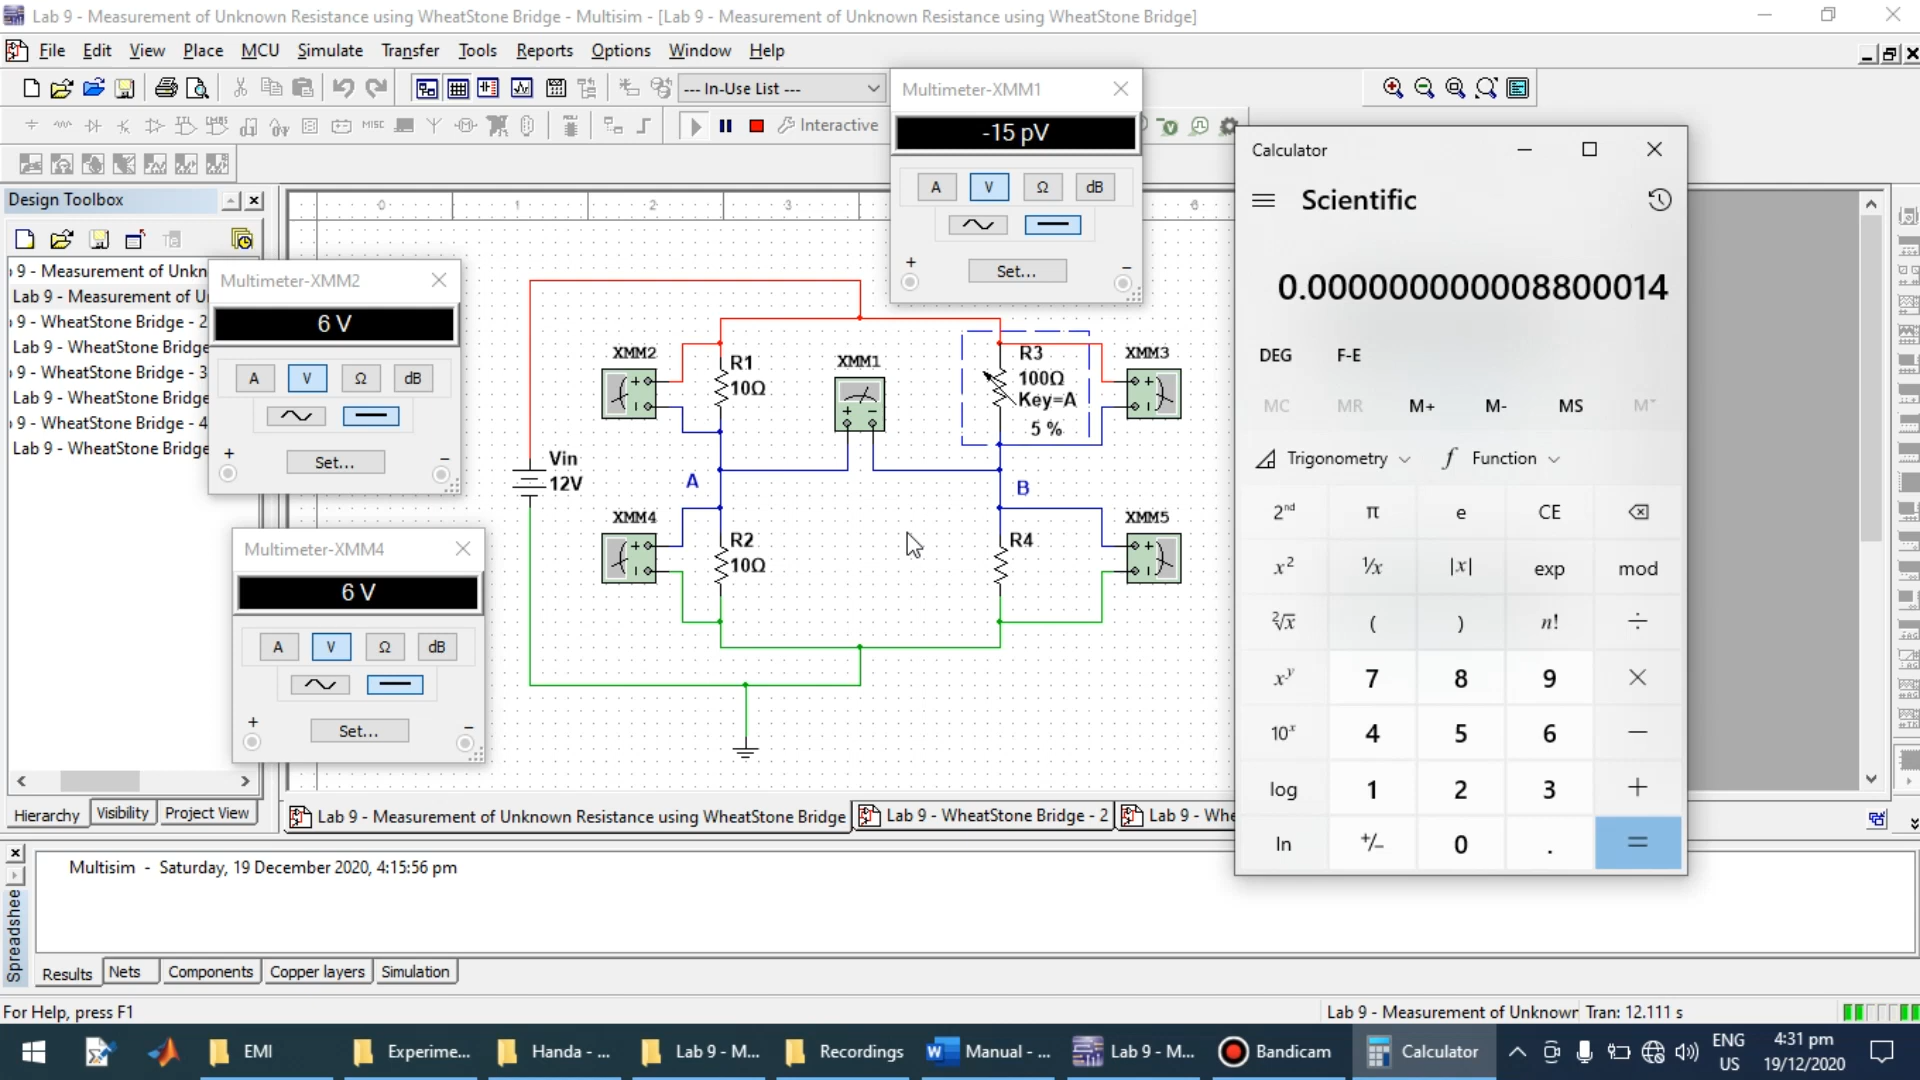 Lab 9 - Measurement of Unknown Resistance using WheatStone Bridge - Multisim - [Lab 9 - Measurement of Unknown Resistance using WheatStone Bridge]
File Edit View Place MCU Simulate Transfer Tools Reports Options Window Help
--- In-Use List ---
MISC Interactive
Design Toolbox
9 - Measurement of Unkn
Lab 9 - Measurement of U
9 - WheatStone Bridge - 2
Lab 9 - WheatStone Bridge
9 - WheatStone Bridge - 3
Lab 9 - WheatStone Bridge
9 - WheatStone Bridge - 4
Lab 9 - WheatStone Bridge
Hierarchy Visibility Project View
Multimeter-XMM2
6 V
A V Ω dB
Set...
+ −
Multimeter-XMM4
6 V
A V Ω dB
Set...
+ −
Multimeter-XMM1
-15 pV
A V Ω dB
Set...
+ −
0 1 2 3 6
XMM2
R1
10Ω
XMM1
R3
100Ω
Key=A
5 %
XMM3
Vin
12V
A
B
XMM4
R2
10Ω
R4
XMM5
Calculator
Scientific
0.0000000000008800014
DEG F-E
MC MR M+ M- MS M˅
Trigonometry f Function
2nd π e CE
x² ⅟x |x| exp mod
²√x ( ) n! ÷
xʸ 7 8 9 ×
10ˣ 4 5 6 −
log 1 2 3 +
ln +/− 0 . =
Lab 9 - Measurement of Unknown Resistance using WheatStone Bridge Lab 9 - WheatStone Bridge - 2 Lab 9 - Whe
Multisim - Saturday, 19 December 2020, 4:15:56 pm
Spreadshee
Results Nets Components Copper layers Simulation
For Help, press F1
Lab 9 - Measurement of Unknown Tran: 12.111 s
EMI Experime... Handa - ... Lab 9 - M... Recordings Manual - ... Lab 9 - M... Bandicam Calculator
ENG
US
4:31 pm
19/12/2020